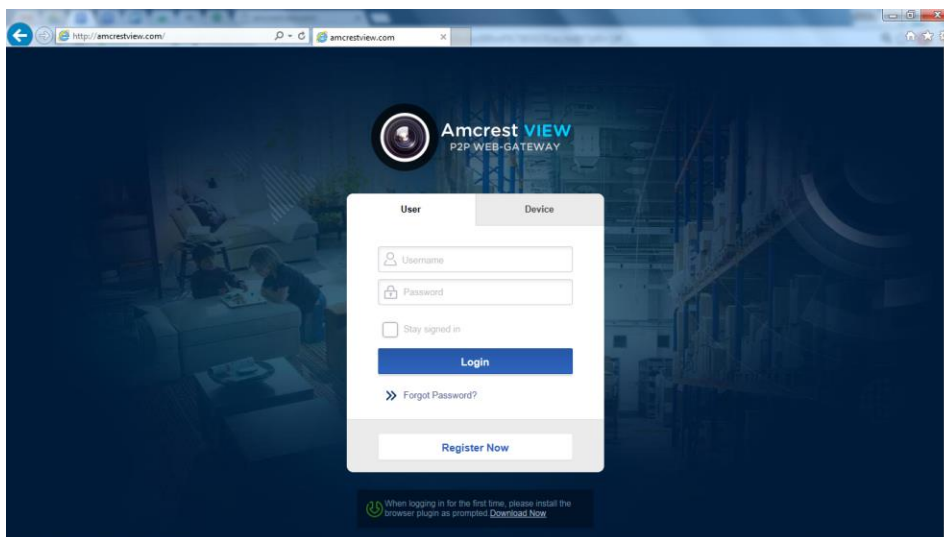 http://amcrestview.com/
amcrestview.com
Amcrest VIEW
P2P WEB-GATEWAY
User
Device
Username
Password
Stay signed in
Login
Forgot Password?
Register Now
When logging in for the first time, please install the
browser plugin as prompted Download Now